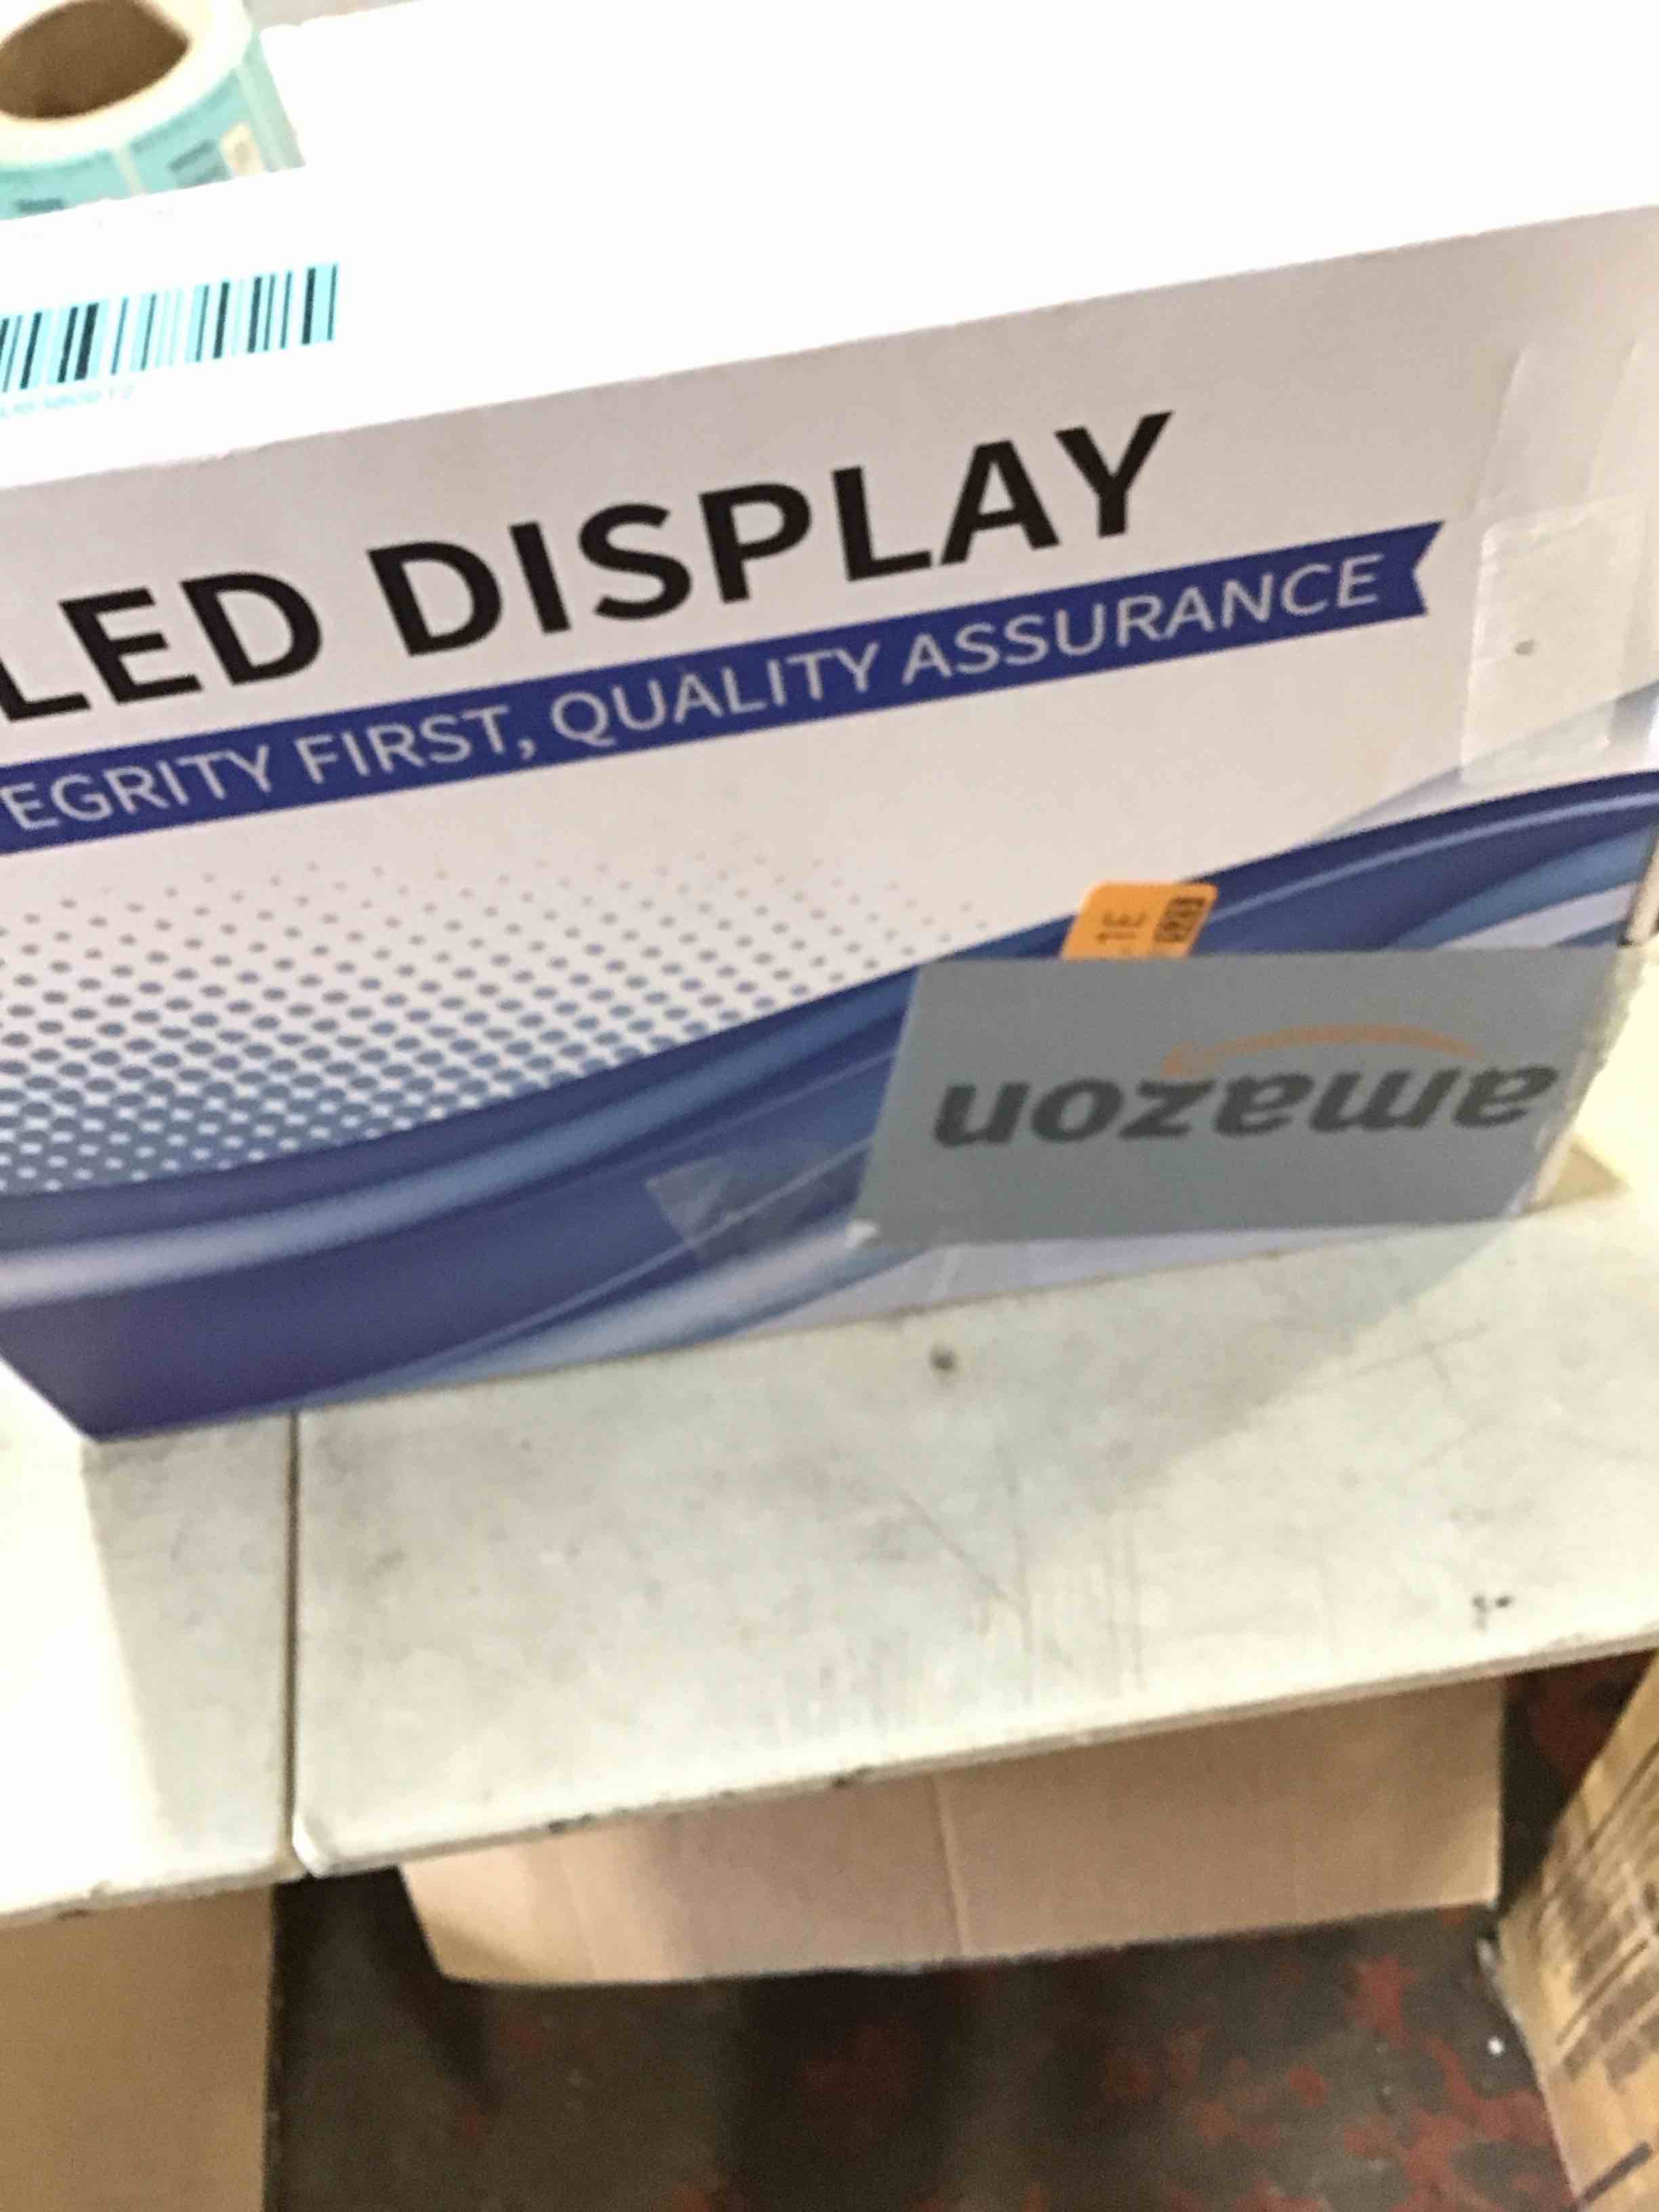 LED DISPLAY
EGRITY FIRST, QUALITY ASSURANCE
amazon